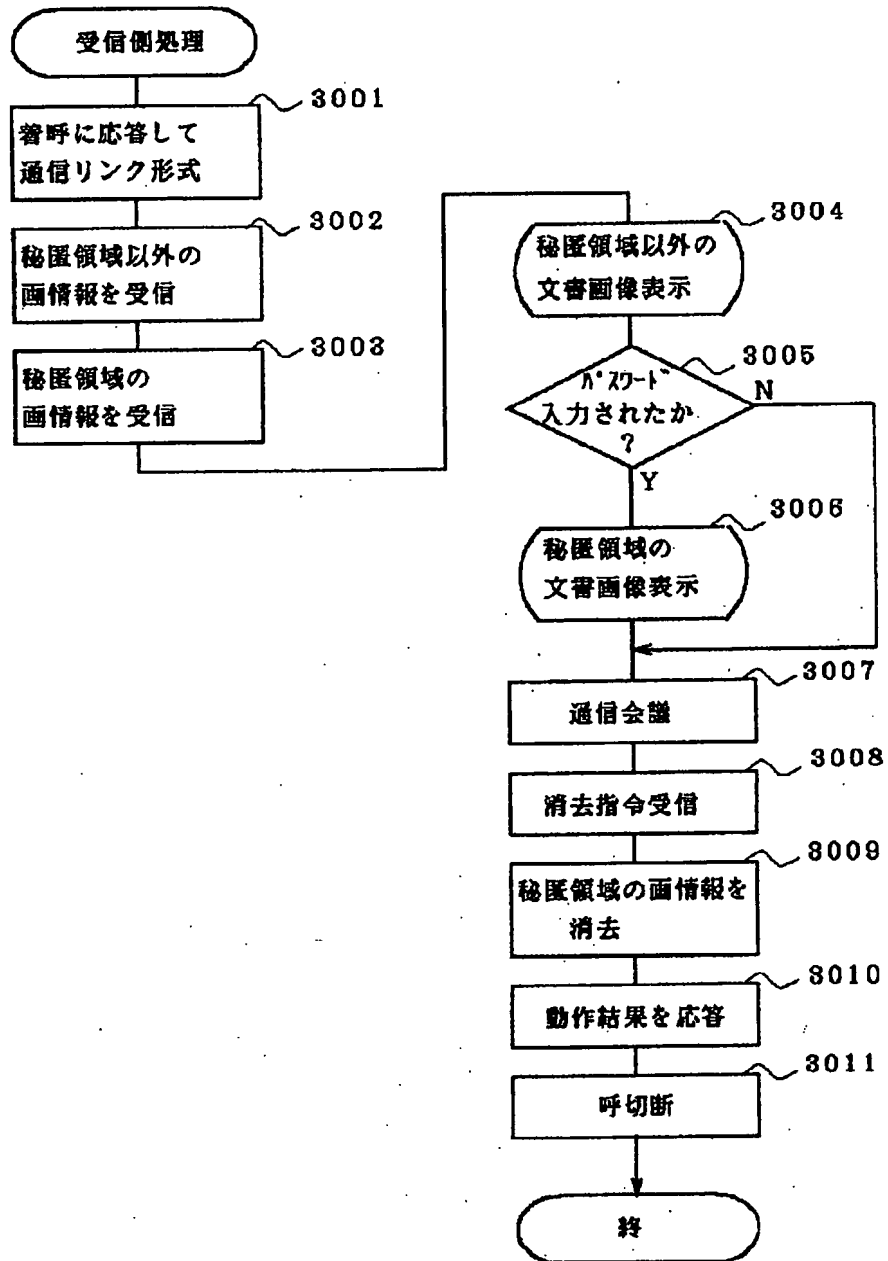 受信側処理
3001
着呼に応答して
通信リンク形式
3002
秘匿領域以外の
画情報を受信
3003
秘匿領域の
画情報を受信
3004
秘匿領域以外の
文書画像表示
3005
パスワード
入力されたか
?
N
Y
3006
秘匿領域の
文書画像表示
3007
通信会議
3008
消去指令受信
3009
秘匿領域の画情報を
消去
3010
動作結果を応答
3011
呼切断
終